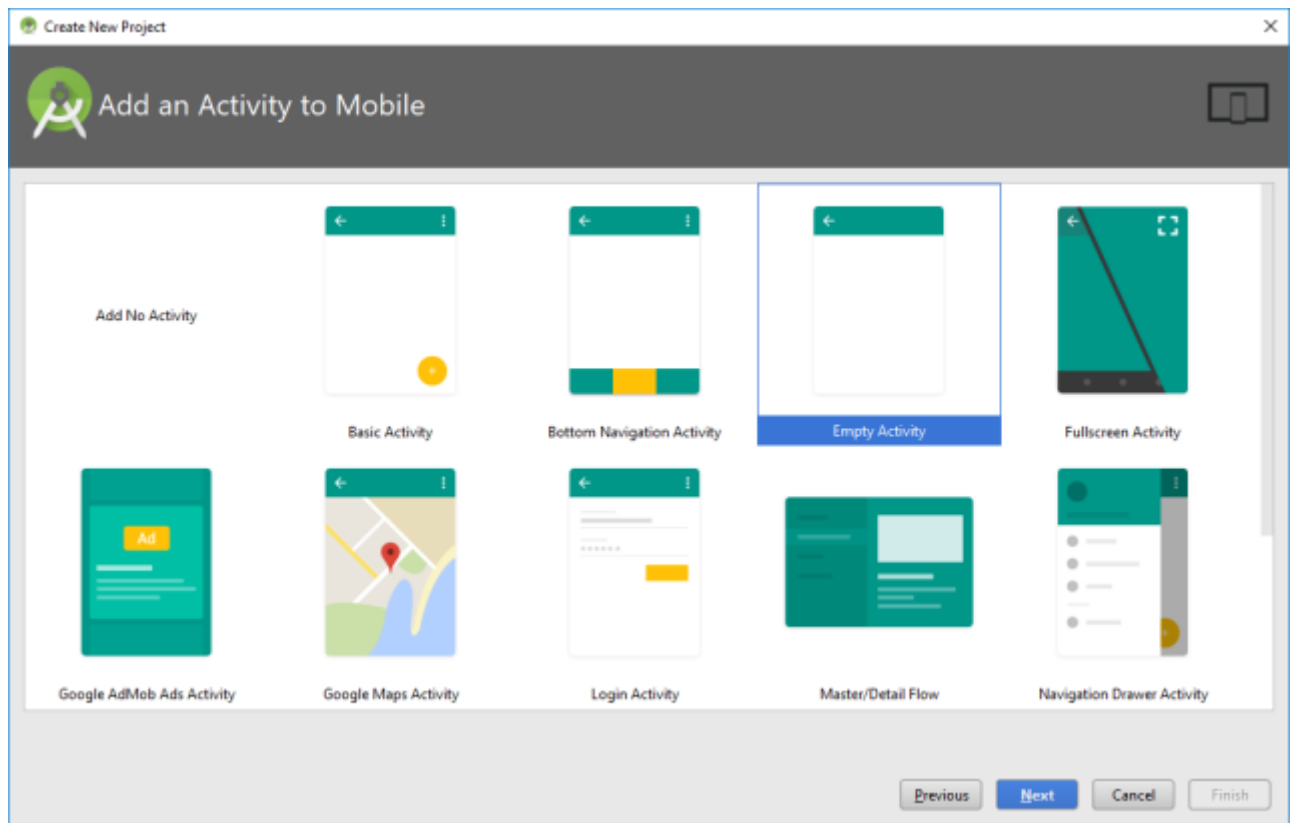 Create New Project
Add an Activity to Mobile
Add No Activity
Basic Activity
Bottom Navigation Activity
Empty Activity
Fullscreen Activity
Ad
Google AdMob Ads Activity
Google Maps Activity
Login Activity
Master/Detail Flow
Navigation Drawer Activity
Previous
Next
Cancel
Finish